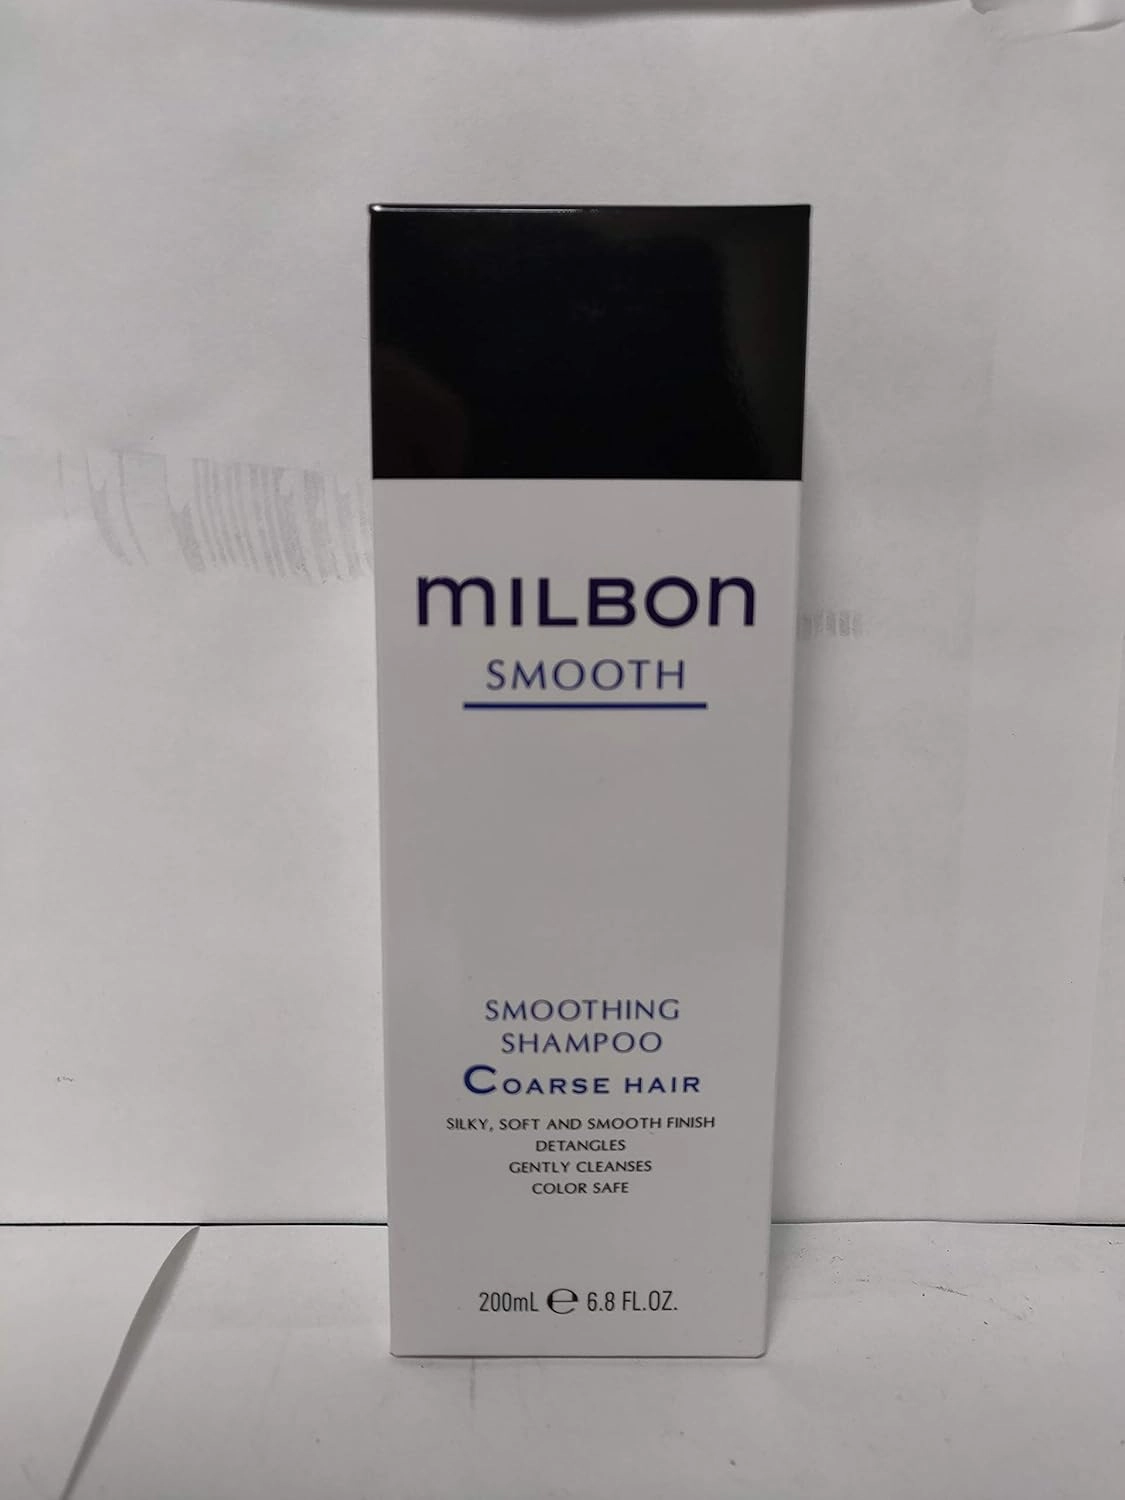 mILBOn
SMOOTH
SMOOTHING
SHAMPOO
COARSE HAIR
SILKY, SOFT AND SMOOTH FINISH
DETANGLES
GENTLY CLEANSES
COLOR SAFE
200mL ℮ 6.8 FL.OZ.